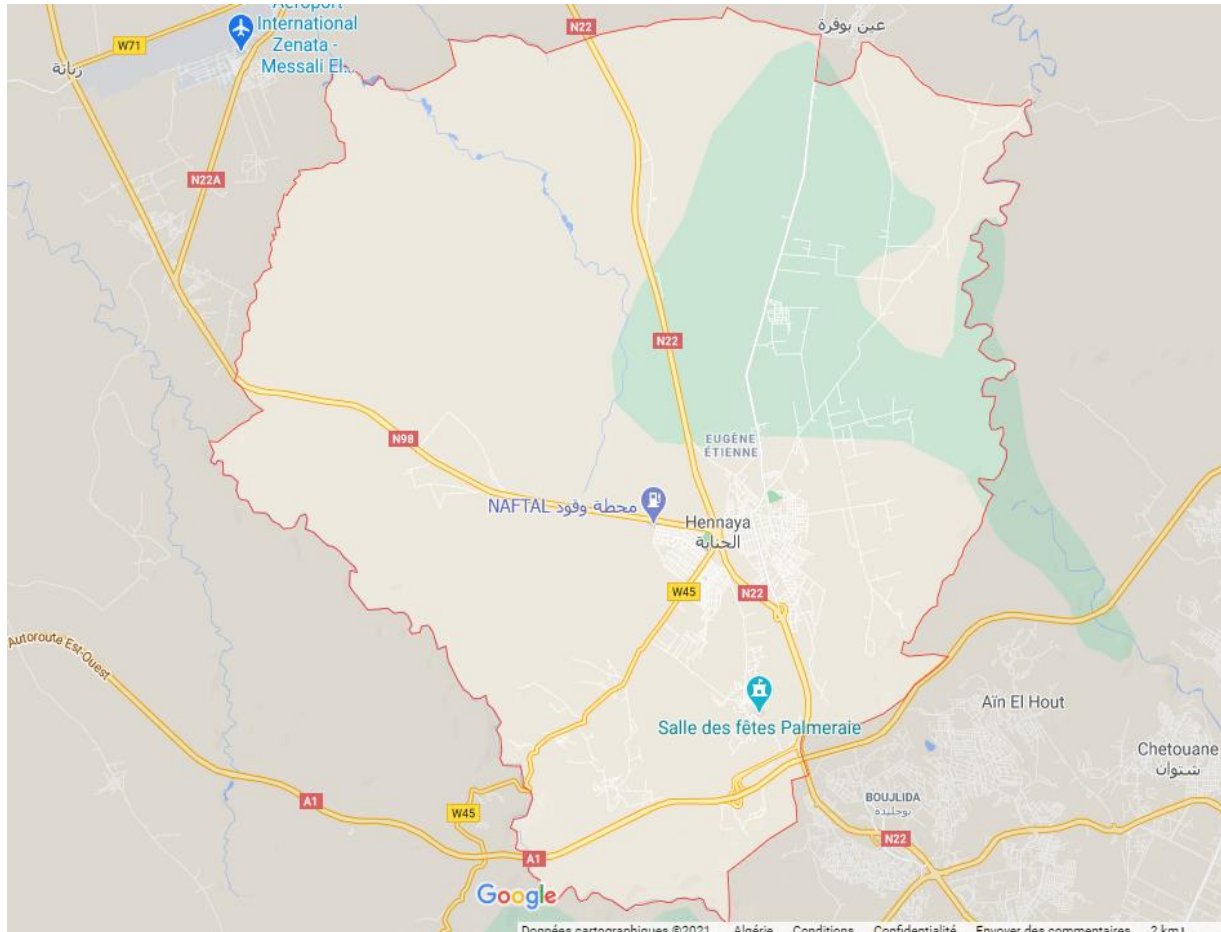 Aéroport
International
Zenata -
Messali El...
N22
عين بوفرة
W71
زناتة
N22A
N22
N98
EUGÈNE
ÉTIENNE
NAFTAL محطة وقود
Hennaya
الحناية
W45
N22
Autoroute Est-Ouest
Salle des fêtes Palmeraie
Aïn El Hout
Chetouane
شتوان
A1
W45
BOUJLIDA
بوجليدة
N22
A1
Google
Données cartographiques ©2021 Algérie Conditions Confidentialité Envoyer des commentaires 2 km